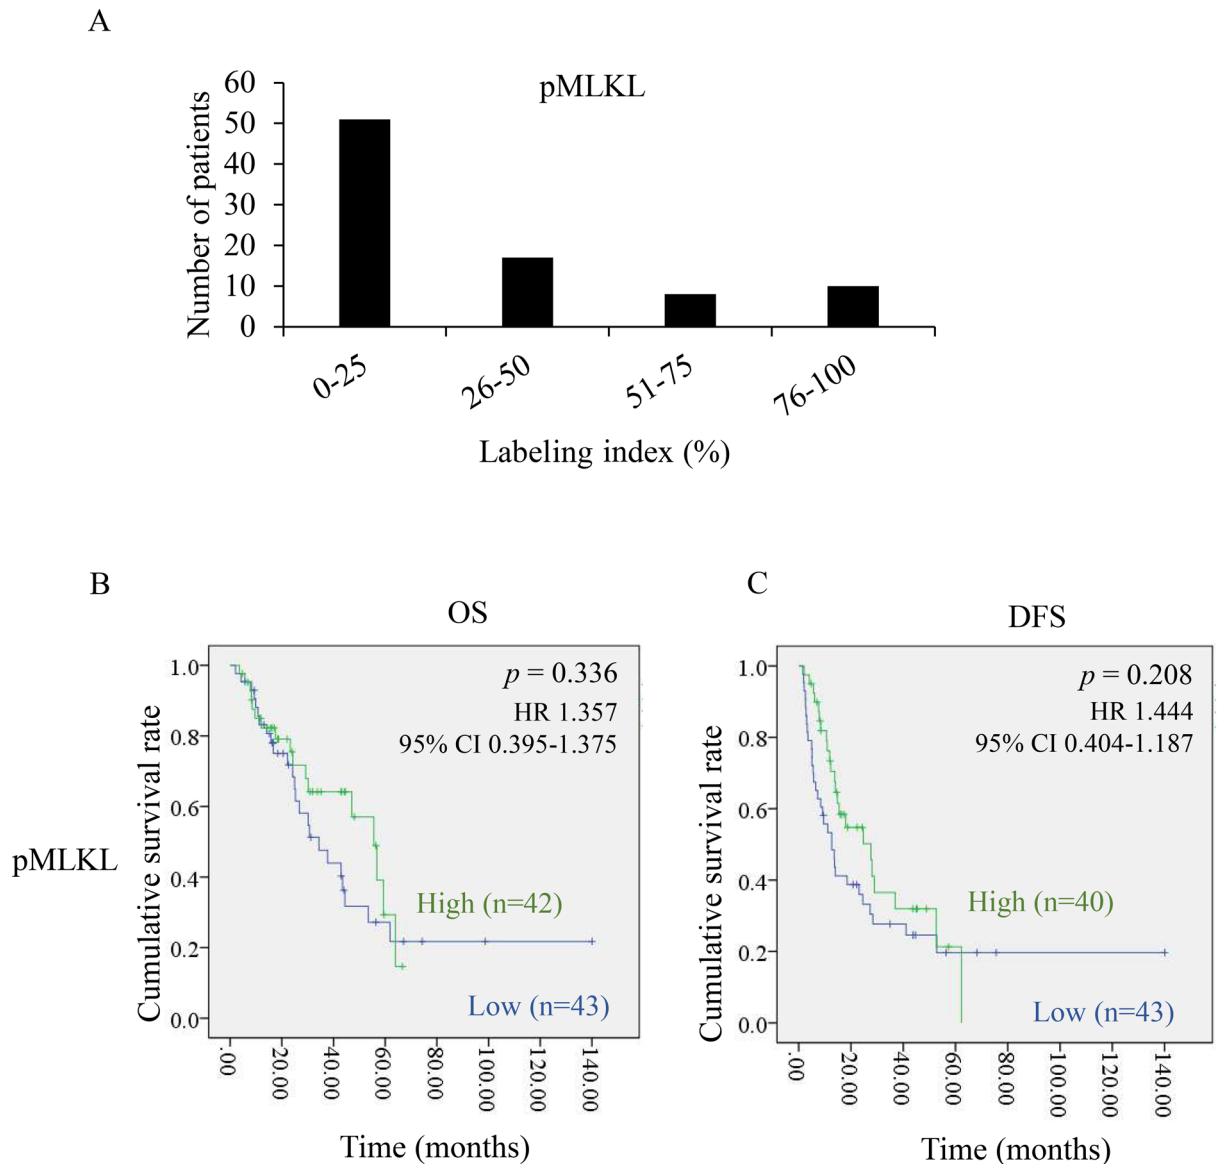 A
pMLKL
Number of patients
60
50
40
30
20
10
0
0-25
26-50
51-75
76-100
Labeling index (%)
B
OS
pMLKL
Cumulative survival rate
1.0
0.8
0.6
0.4
0.2
0.0
p = 0.336
HR 1.357
95% CI 0.395-1.375
High (n=42)
Low (n=43)
.00
20.00
40.00
60.00
80.00
100.00
120.00
140.00
Time (months)
C
DFS
Cumulative survival rate
1.0
0.8
0.6
0.4
0.2
0.0
p = 0.208
HR 1.444
95% CI 0.404-1.187
High (n=40)
Low (n=43)
.00
20.00
40.00
60.00
80.00
100.00
120.00
140.00
Time (months)